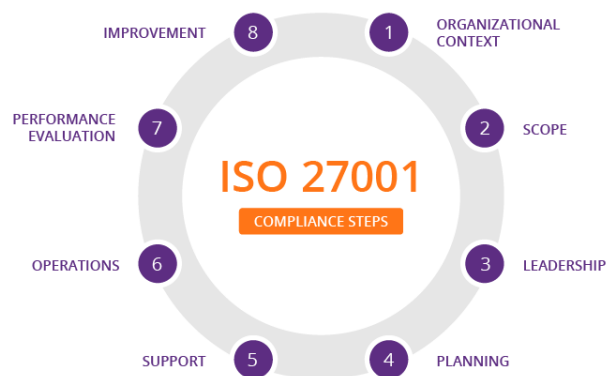 ISO 27001
COMPLIANCE STEPS
1
ORGANIZATIONAL
CONTEXT
2
SCOPE
3
LEADERSHIP
4
PLANNING
5
SUPPORT
6
OPERATIONS
7
PERFORMANCE
EVALUATION
8
IMPROVEMENT